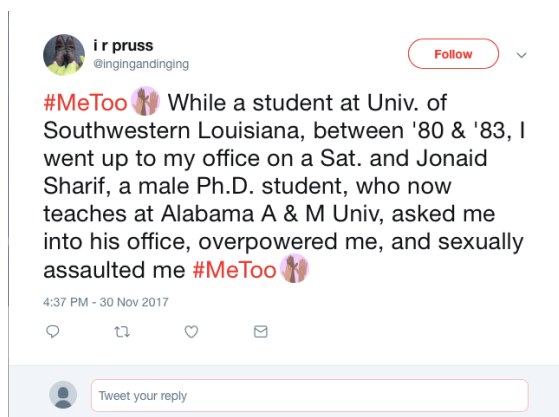 i r pruss
@ingingandinging
Follow
#MeToo While a student at Univ. of
Southwestern Louisiana, between '80 & '83, I
went up to my office on a Sat. and Jonaid
Sharif, a male Ph.D. student, who now
teaches at Alabama A & M Univ, asked me
into his office, overpowered me, and sexually
assaulted me #MeToo
4:37 PM - 30 Nov 2017
Tweet your reply